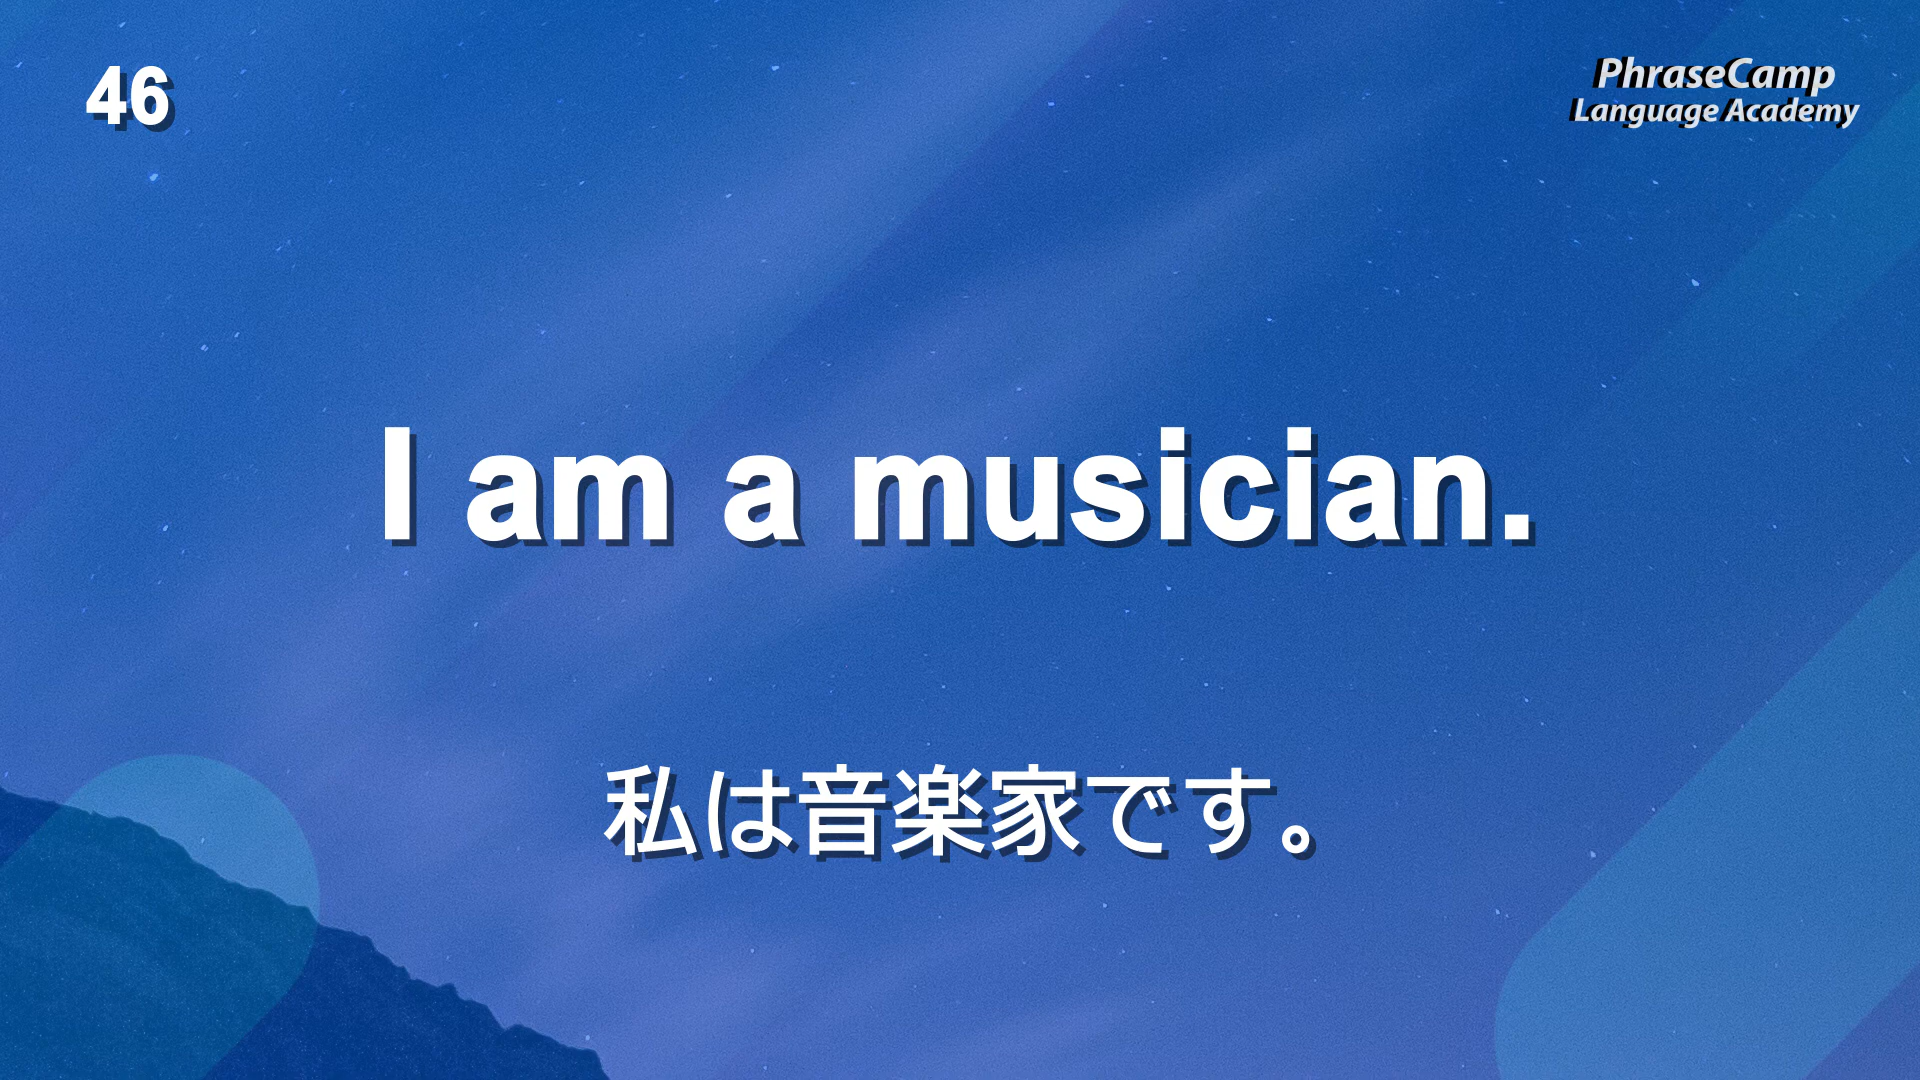 46
PhraseCamp
Language Academy
I am a musician.
私は音楽家です。